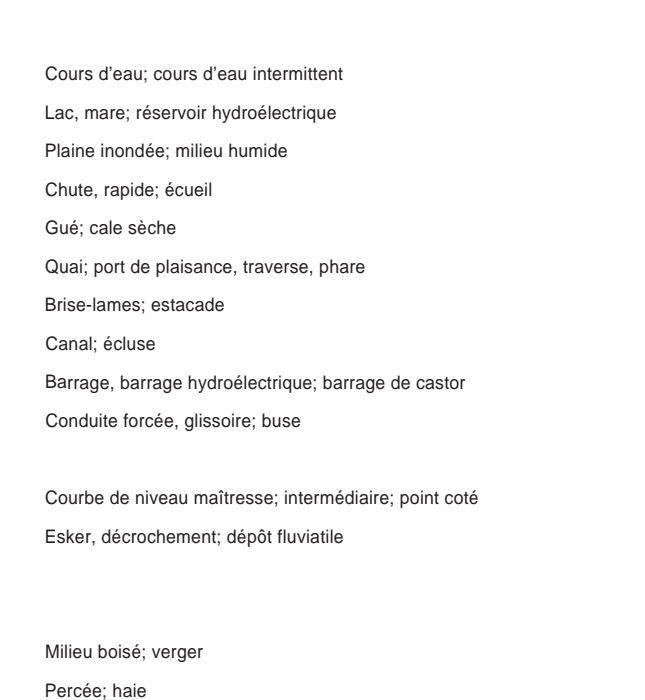 Cours d'eau; cours d'eau intermittent
Lac, mare; réservoir hydroélectrique
Plaine inondée; milieu humide
Chute, rapide; écueil
Gué; cale sèche
Quai; port de plaisance, traverse, phare
Brise-lames; estacade
Canal; écluse
Barrage, barrage hydroélectrique; barrage de castor
Conduite forcée, glissoire; buse
Courbe de niveau maîtresse; intermédiaire; point coté
Esker, décrochement; dépôt fluviatile
Milieu boisé; verger
Percée; haie